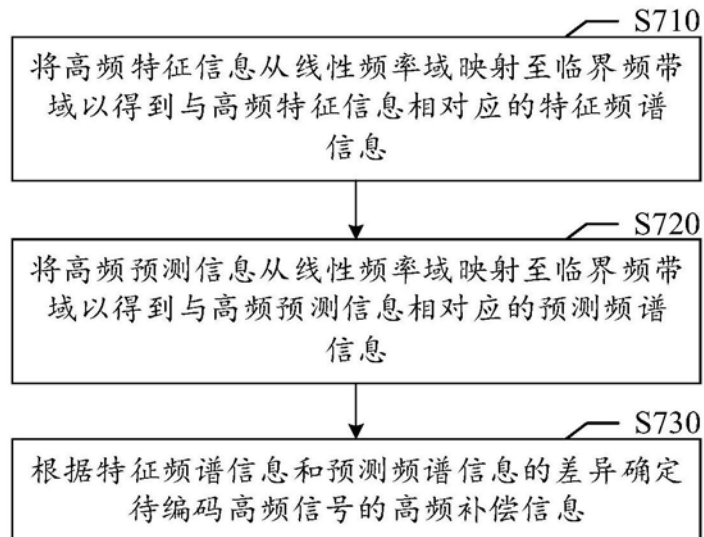 S710
将高频特征信息从线性频率域映射至临界频带
域以得到与高频特征信息相对应的特征频谱
信息
S720
将高频预测信息从线性频率域映射至临界频带
域以得到与高频预测信息相对应的预测频谱
信息
S730
根据特征频谱信息和预测频谱信息的差异确定
待编码高频信号的高频补偿信息